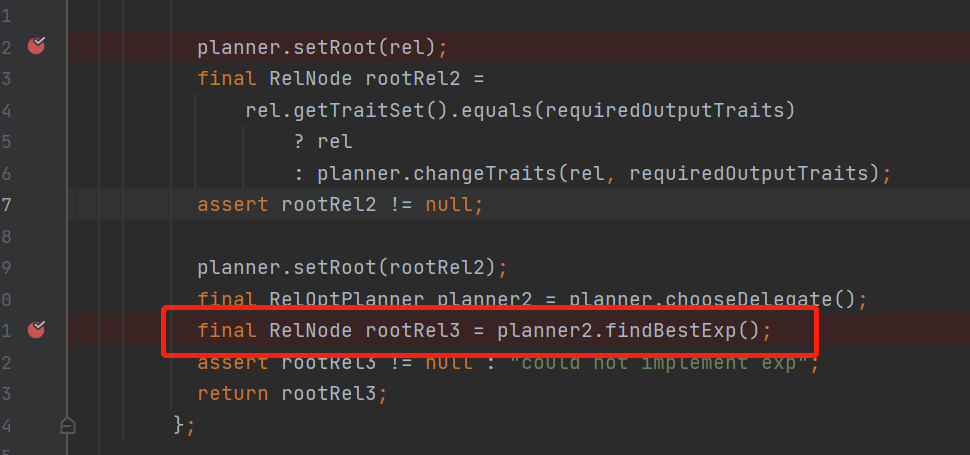 1
2 planner.setRoot(rel);
3 final RelNode rootRel2 =
4 rel.getTraitSet().equals(requiredOutputTraits)
5 ? rel
6 : planner.changeTraits(rel, requiredOutputTraits);
7 assert rootRel2 != null;
8
9 planner.setRoot(rootRel2);
0 final RelOptPlanner planner2 = planner.chooseDelegate();
1 final RelNode rootRel3 = planner2.findBestExp();
2 assert rootRel3 != null : "could not implement exp";
3 return rootRel3;
4 };